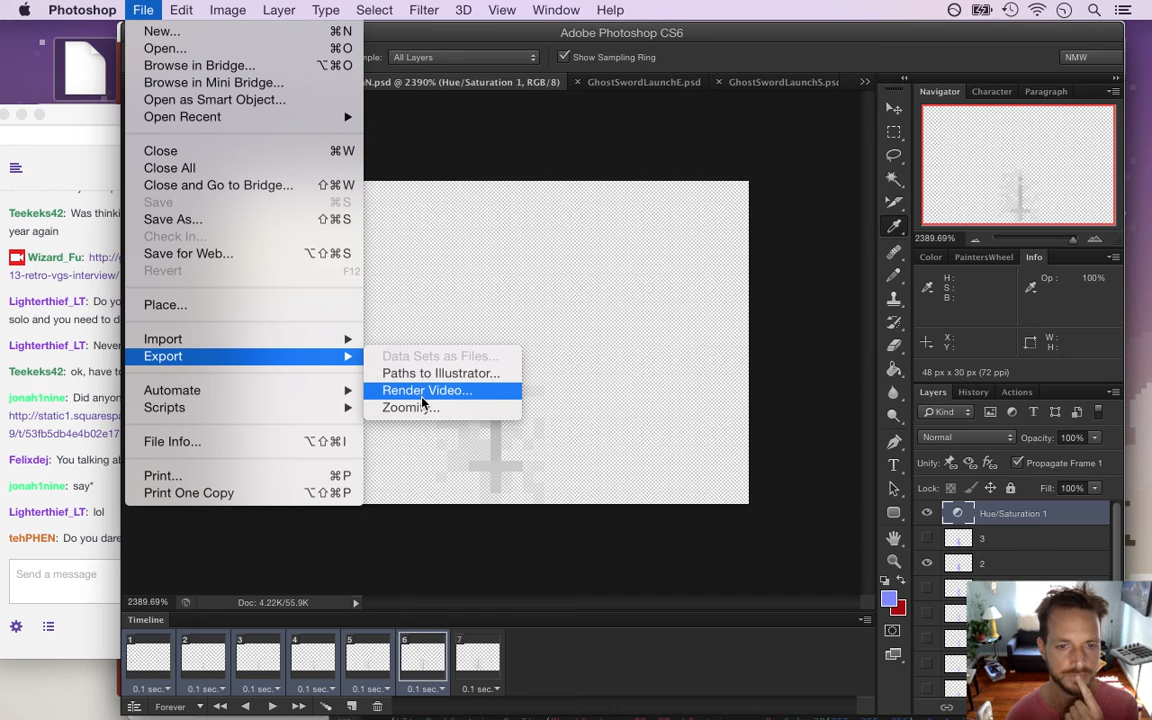 Photoshop File Edit Image Layer Type Select Filter 3D View Window Help
Adobe Photoshop CS6
All Layers Show Sampling Ring NMW
N.psd @ 2390% (Hue/Saturation 1, RGB/8) × GhostSwordLaunchE.psd × GhostSwordLaunchS.psd
New... ⌘N
Open... ⌘O
Browse in Bridge... ⌥⌘O
Browse in Mini Bridge...
Open as Smart Object...
Open Recent
Close ⌘W
Close All
Close and Go to Bridge... ⇧⌘W
Save ⌘S
Save As... ⇧⌘S
Check In...
Save for Web... ⌥⇧⌘S
Revert F12
Place...
Import
Export
Automate
Scripts
File Info... ⌥⇧⌘I
Print... ⌘P
Print One Copy ⌥⇧⌘P
Data Sets as Files...
Paths to Illustrator...
Render Video...
Zoomify...
Teekeks42: Was thinki
year again
Wizard_Fu: http:/
13-retro-vgs-interview/
Lighterthief_LT: Do yo
solo and you need to d
Lighterthief_LT: Never
Teekeks42: ok, have to
jonah1nine: Did anyon
http://static1.squarespa
9/t/53fb5db4e4b02e17
Felixdej: You talking ab
jonah1nine: say*
Lighterthief_LT: lol
tehPHEN: Do you dare
Send a message
Navigator Character Paragraph
2389.69%
Color PaintersWheel Info
H: Op: 100%
S:
B:
X: W:
Y: H:
48 px x 30 px (72 ppi)
Layers History Actions
Kind
Normal Opacity: 100%
Unify: Propagate Frame 1
Lock: Fill: 100%
Hue/Saturation 1
3
2
2389.69% Doc: 4.22K/55.9K
Timeline
1 2 3 4 5 6 7
0.1 sec. 0.1 sec. 0.1 sec. 0.1 sec. 0.1 sec. 0.1 sec. 0.1 sec.
Forever